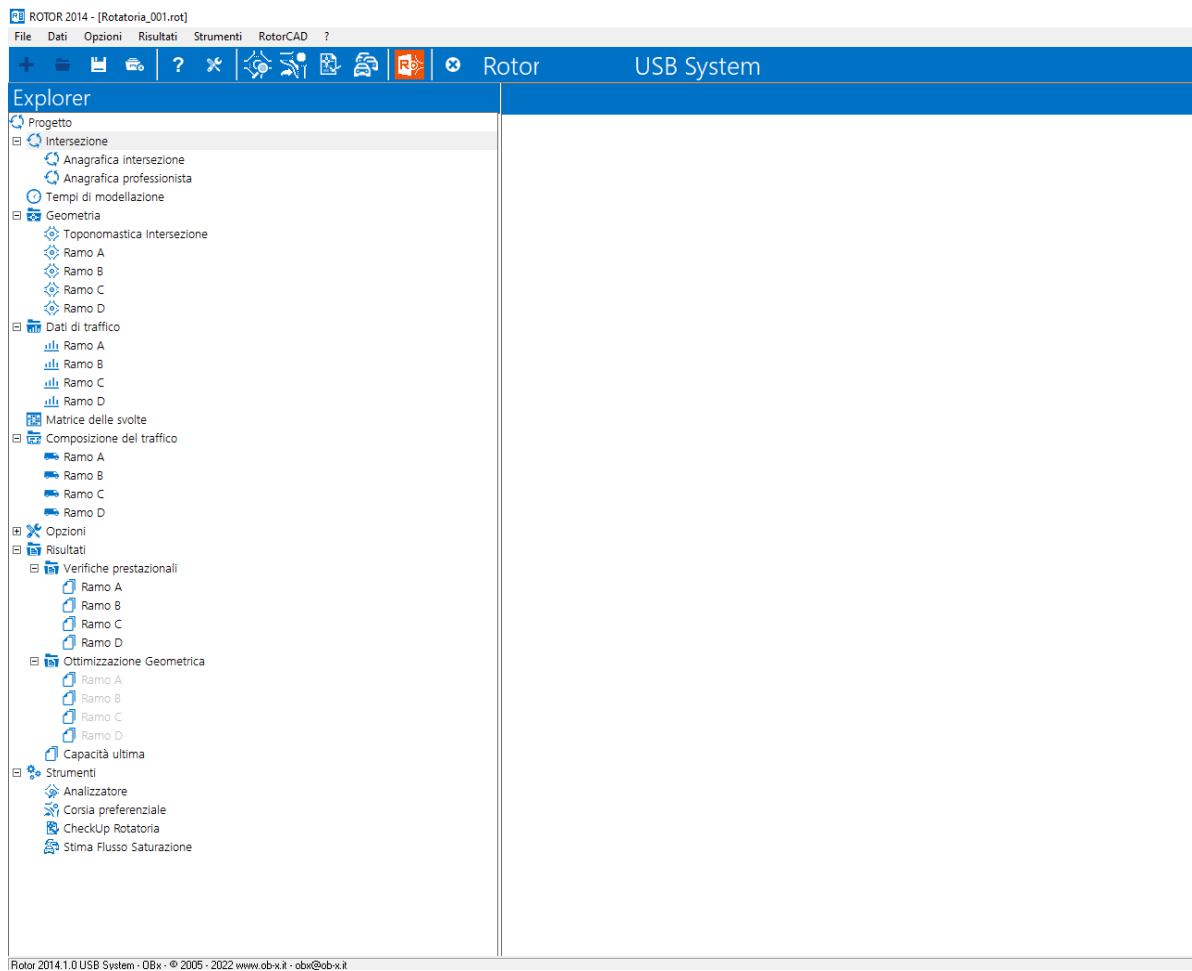 ROTOR 2014 - [Rotatoria_001.rot]
File Dati Opzioni Risultati Strumenti RotorCAD ?
Rotor USB System
Explorer
Progetto
Intersezione
Anagrafica intersezione
Anagrafica professionista
Tempi di modellazione
Geometria
Toponomastica Intersezione
Ramo A
Ramo B
Ramo C
Ramo D
Dati di traffico
Ramo A
Ramo B
Ramo C
Ramo D
Matrice delle svolte
Composizione del traffico
Ramo A
Ramo B
Ramo C
Ramo D
Opzioni
Risultati
Verifiche prestazionali
Ramo A
Ramo B
Ramo C
Ramo D
Ottimizzazione Geometrica
Ramo A
Ramo B
Ramo C
Ramo D
Capacità ultima
Strumenti
Analizzatore
Corsia preferenziale
CheckUp Rotatoria
Stima Flusso Saturazione
Rotor 2014.1.0 USB System - OBx - © 2005 - 2022 www.ob-x.it - obx@ob-x.it